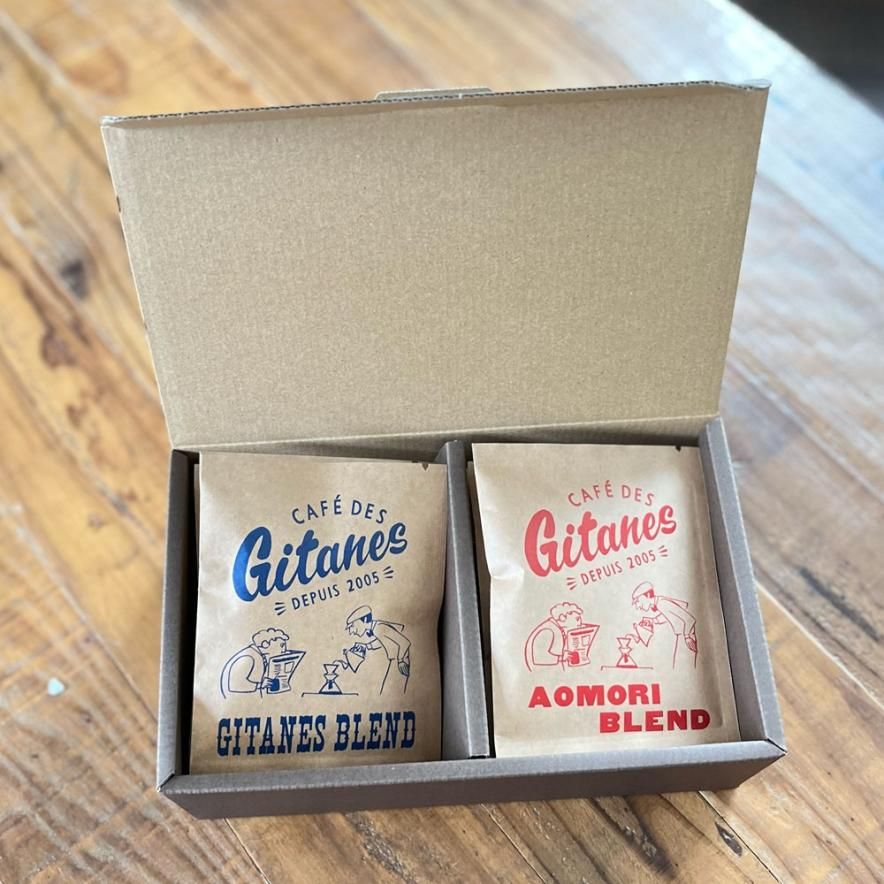 CAFÉ DES
Gitanes
DEPUIS 2005
GITANES BLEND
CAFÉ DES
Gitanes
DEPUIS 2005
AOMORI
BLEND